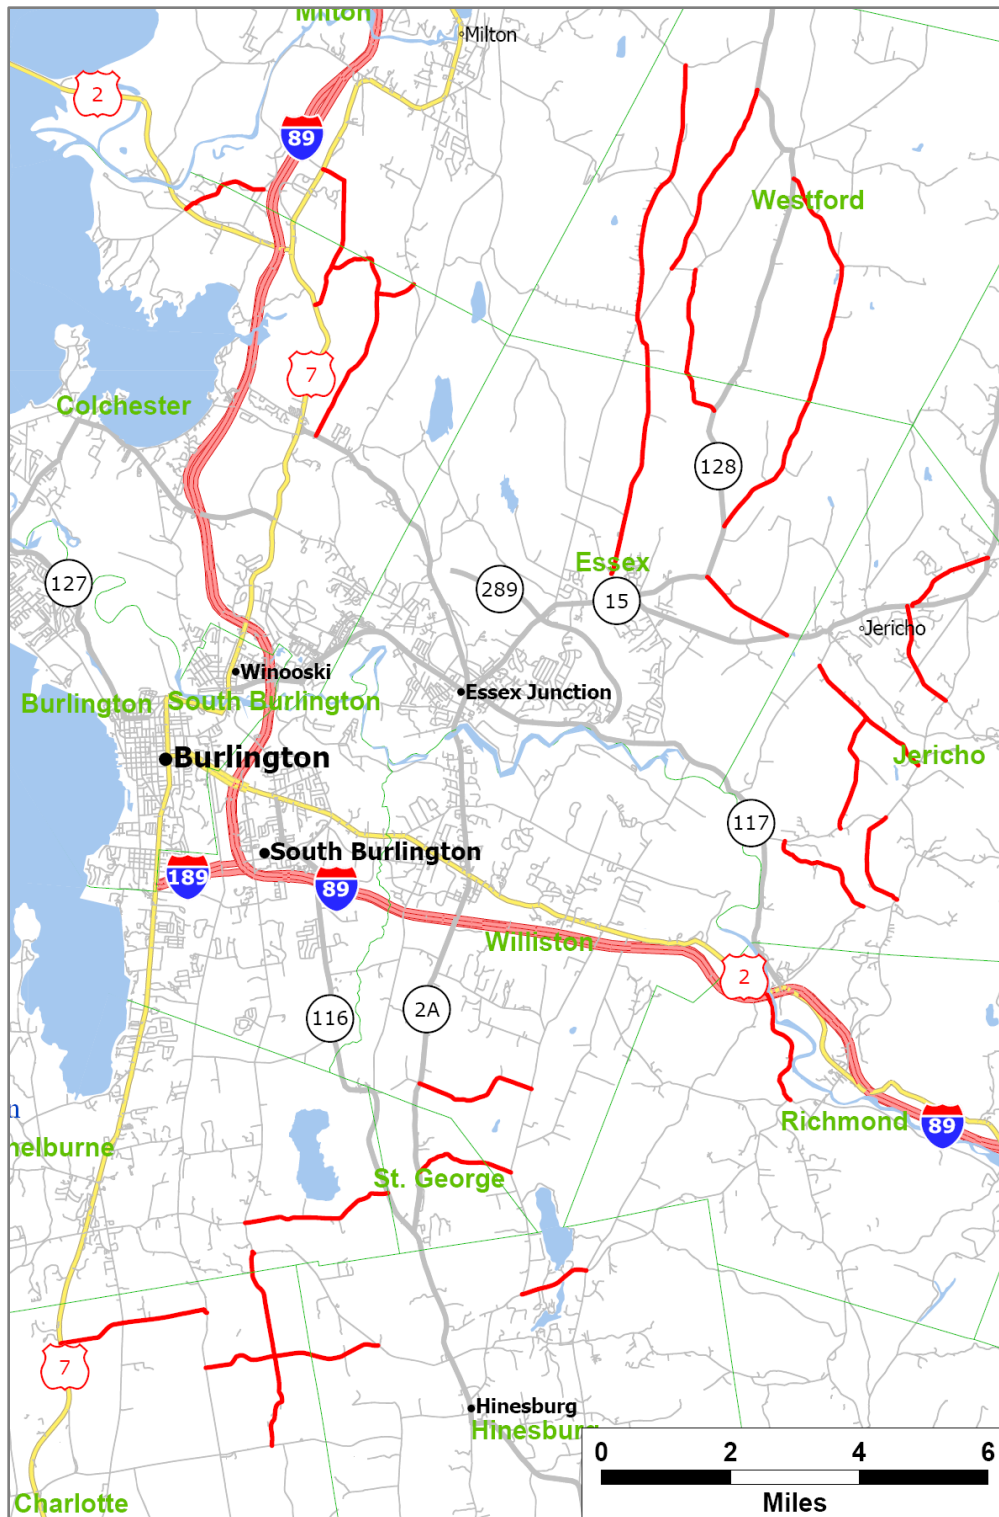 Milton
Milton
2
89
Westford
7
Colchester
128
Essex
127
289
15
Jericho
Winooski
Essex Junction
Burlington
South Burlington
Jericho
Burlington
117
South Burlington
189
89
Williston
2
116
2A
n
Richmond
89
helburne
St. George
7
Hinesburg
Hinesburg
0 2 4 6
Miles
Charlotte